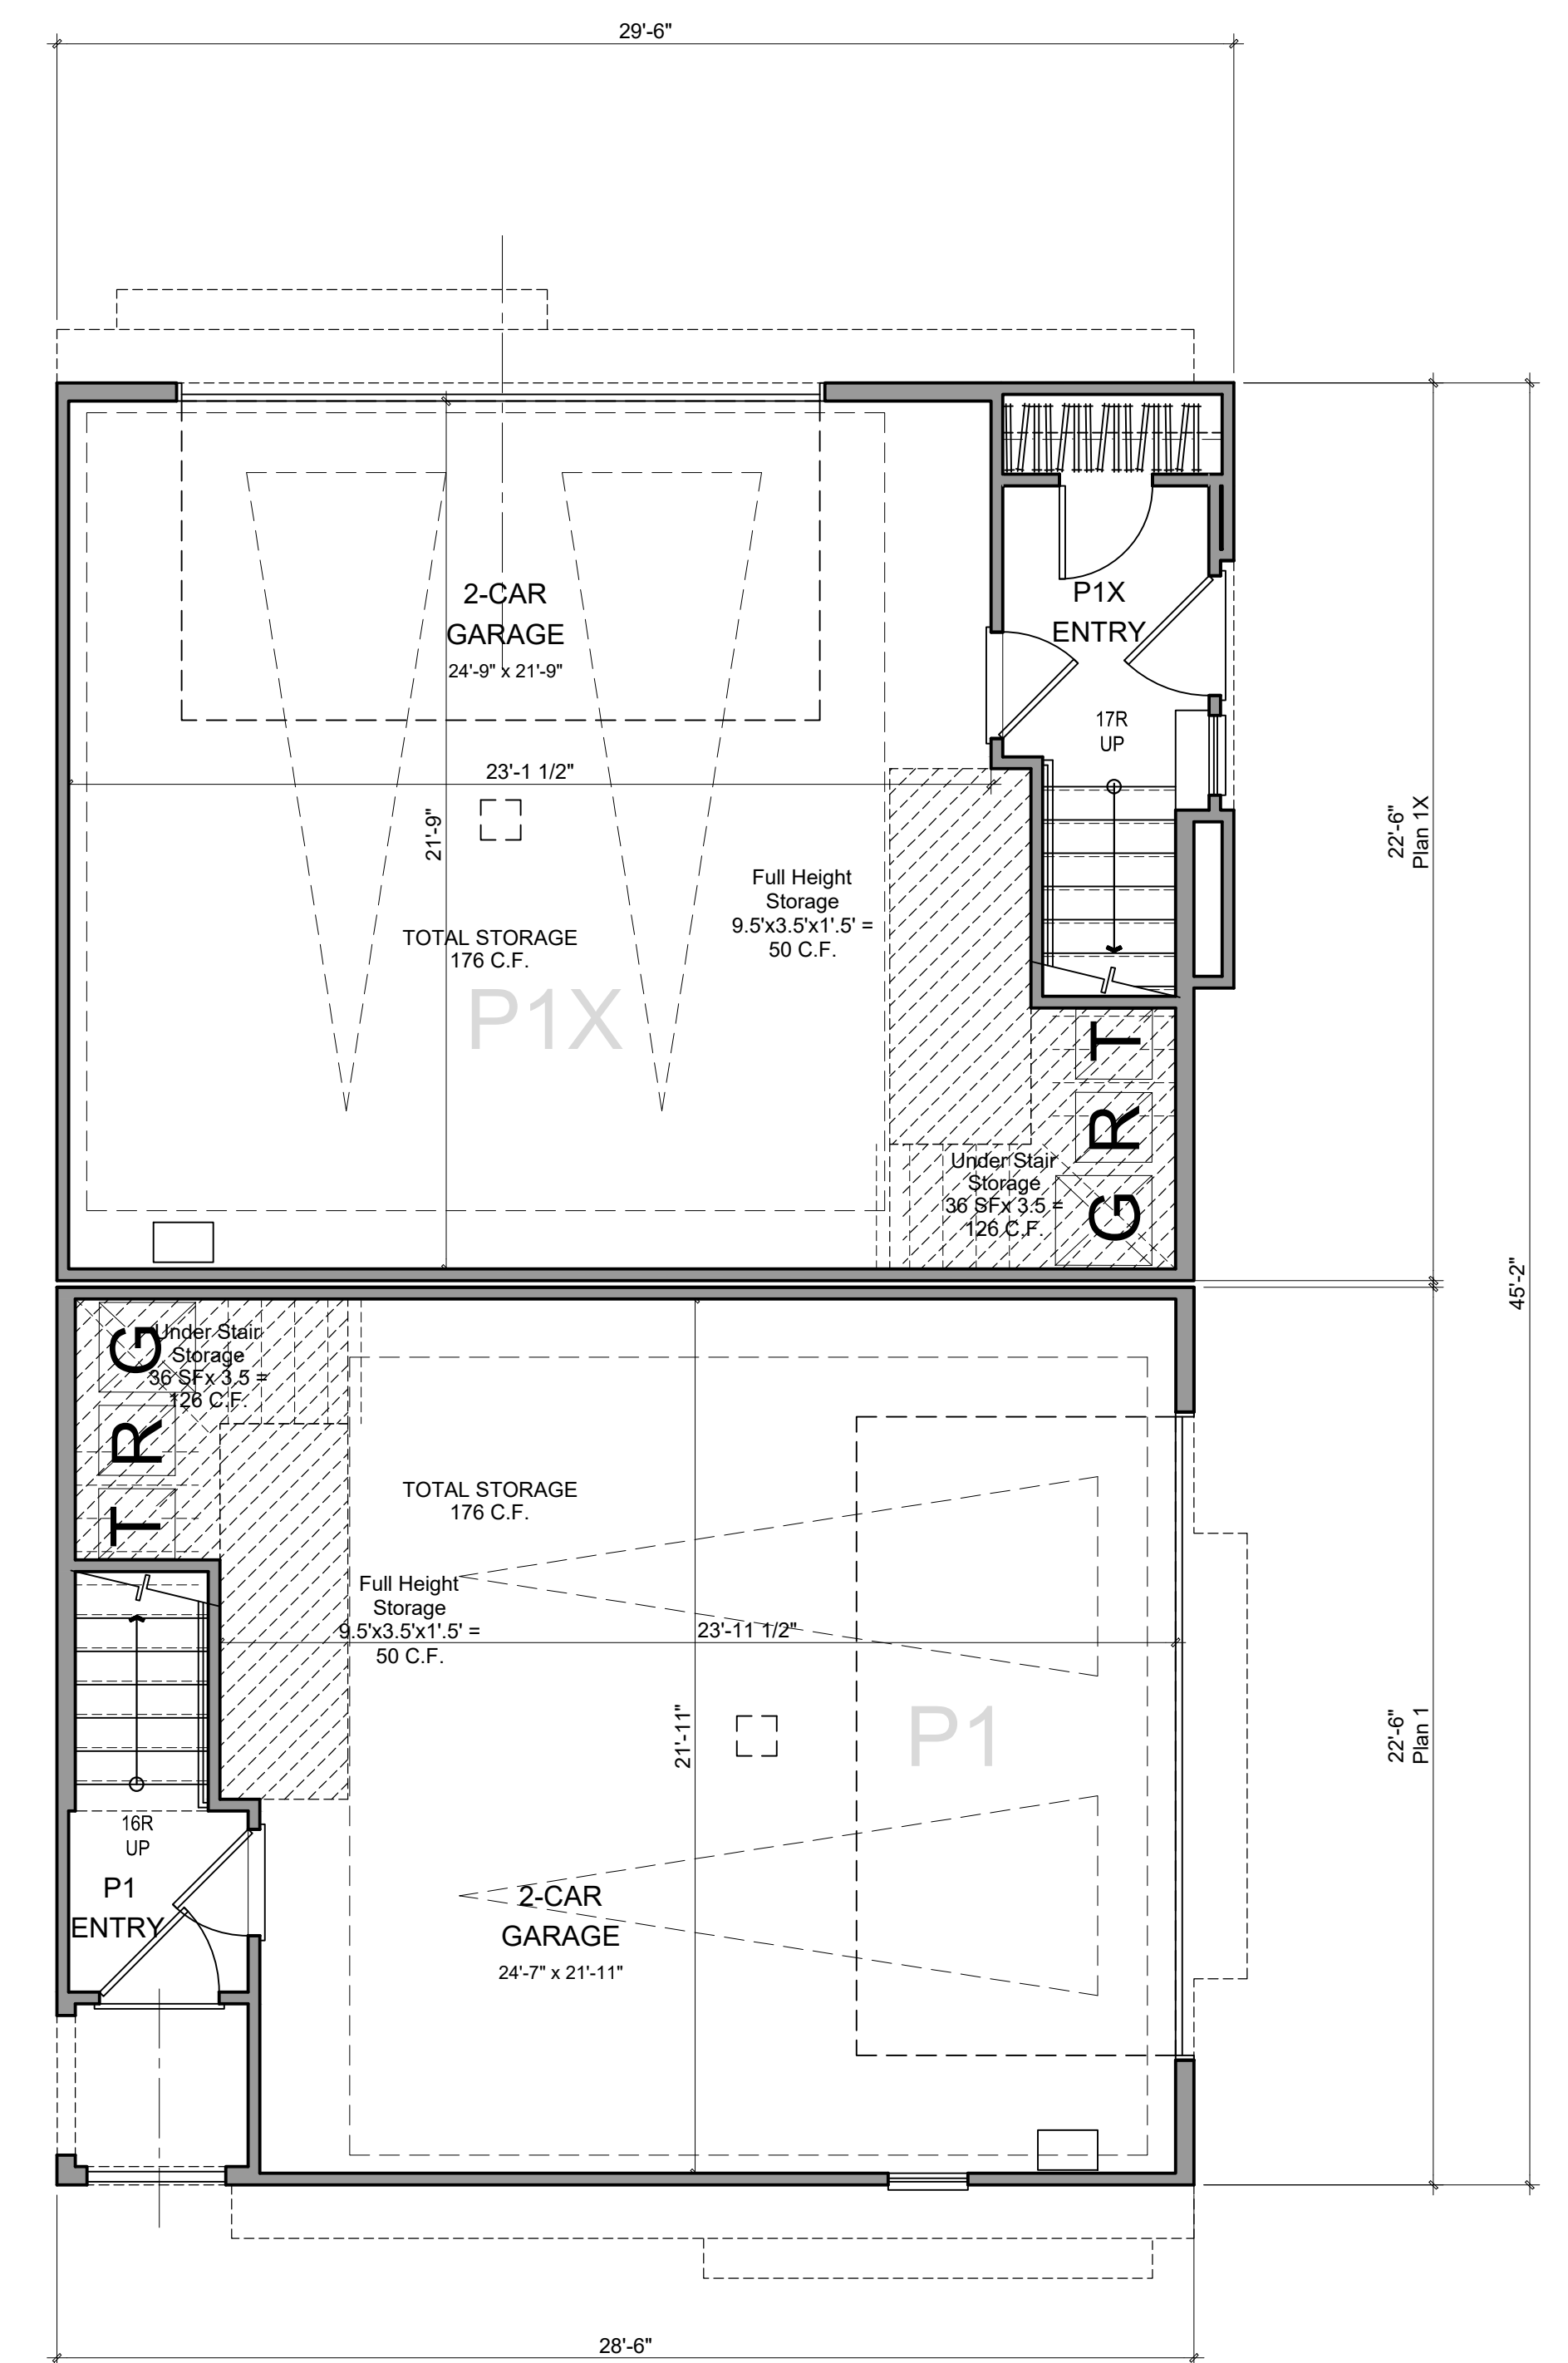 29'-6"
2-CAR
GARAGE
24'-9" x 21'-9"
P1X
ENTRY
17R
UP
23'-1 1/2"
21'-9"
22'-6"
Plan 1X
Full Height
Storage
9.5'x3.5'x1'.5' =
50 C.F.
TOTAL STORAGE
176 C.F.
P1X
T
R
G
Under Stair
Storage
36 SFx 3.5 =
126 C.F.
45'-2"
G
R
T
Under Stair
Storage
36 SFx 3.5 =
126 C.F.
TOTAL STORAGE
176 C.F.
Full Height
Storage
9.5'x3.5'x1'.5' =
50 C.F.
23'-11 1/2"
21'-11"
P1
22'-6"
Plan 1
16R
UP
P1
ENTRY
2-CAR
GARAGE
24'-7" x 21'-11"
28'-6"